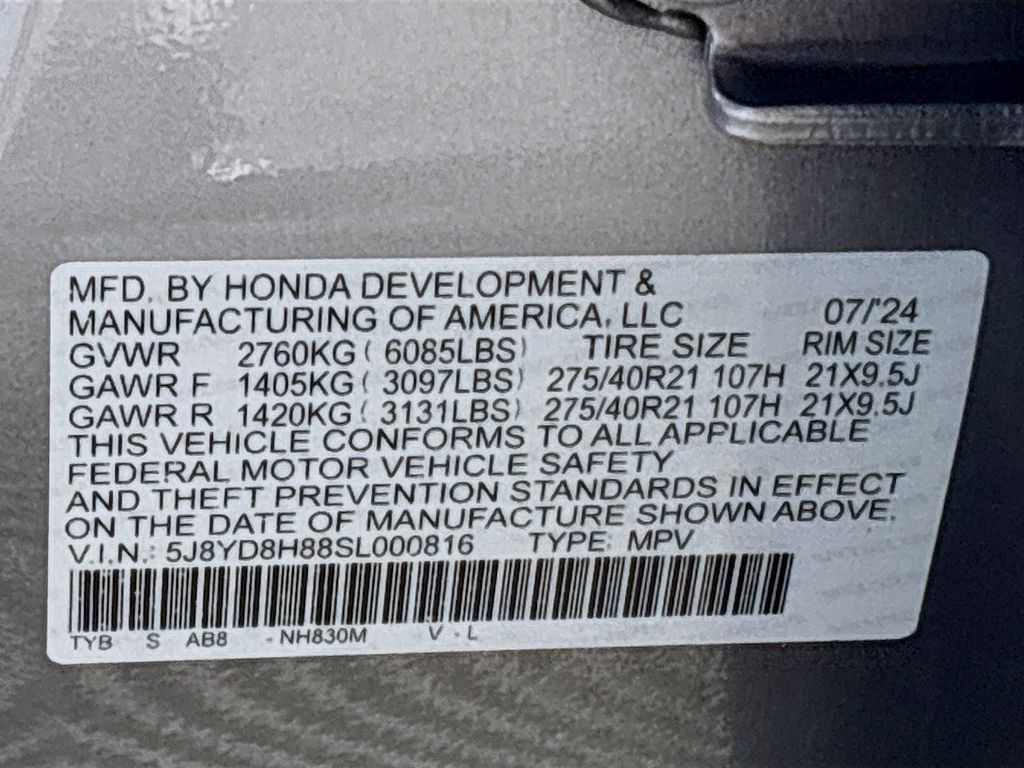 MFD. BY HONDA DEVELOPMENT &
MANUFACTURING OF AMERICA, LLC 07/'24
GVWR 2760KG ( 6085LBS) TIRE SIZE RIM SIZE
GAWR F 1405KG ( 3097LBS) 275/40R21 107H 21X9.5J
GAWR R 1420KG ( 3131LBS) 275/40R21 107H 21X9.5J
THIS VEHICLE CONFORMS TO ALL APPLICABLE
FEDERAL MOTOR VEHICLE SAFETY
AND THEFT PREVENTION STANDARDS IN EFFECT
ON THE DATE OF MANUFACTURE SHOWN ABOVE.
V.I.N.: 5J8YD8H88SL000816 TYPE: MPV
TYB S AB8 - NH830M V - L